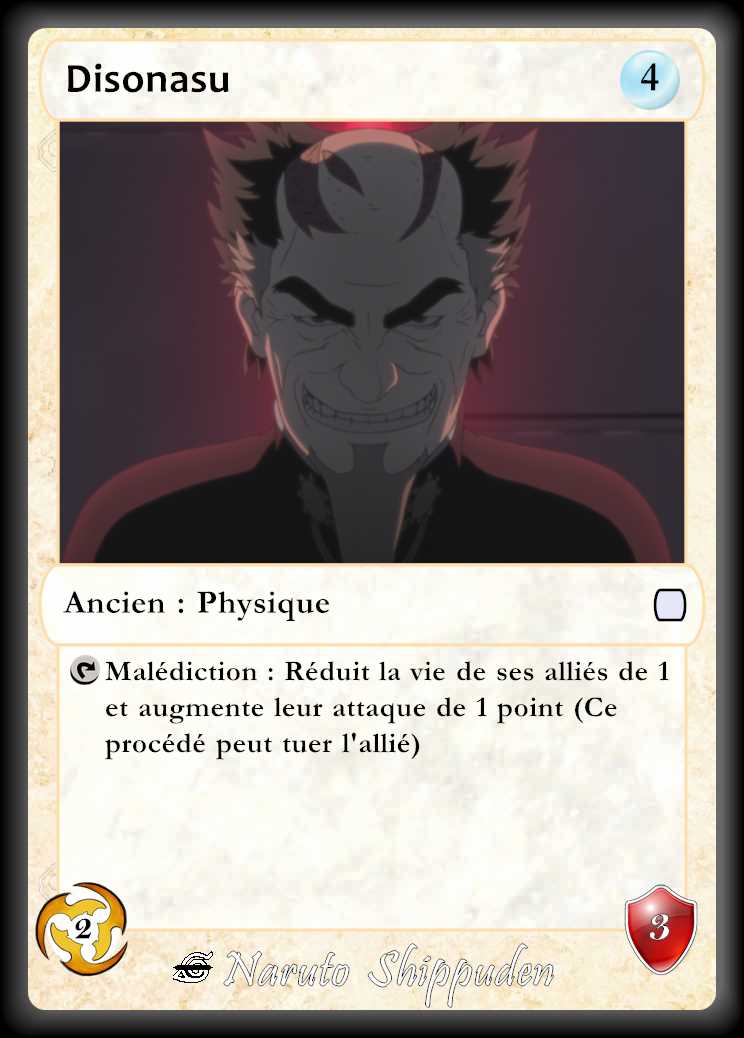 Disonasu
4
Ancien : Physique
Malédiction : Réduit la vie de ses alliés de 1
et augmente leur attaque de 1 point (Ce
procédé peut tuer l'allié)
2
3
Naruto Shippuden